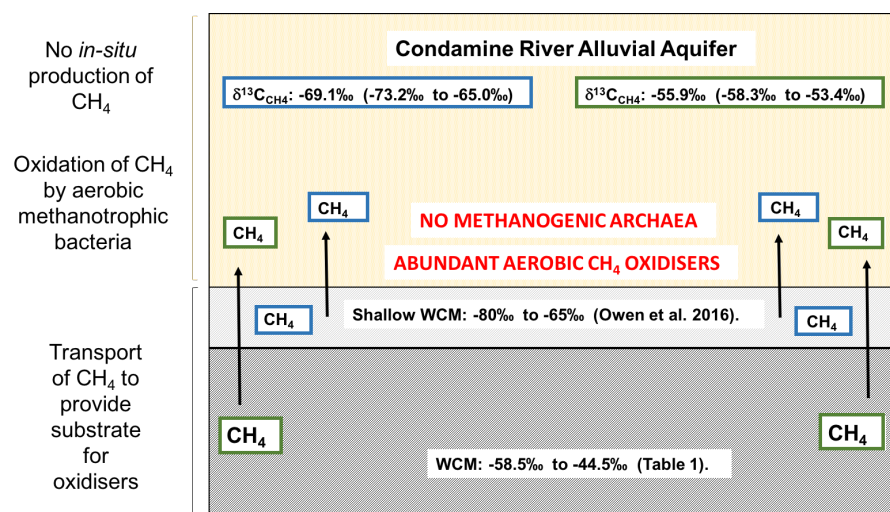 No in-situ
production of
CH₄
Oxidation of CH₄
by aerobic
methanotrophic
bacteria
Transport
of CH₄ to
provide
substrate
for
oxidisers
Condamine River Alluvial Aquifer
δ¹³C_CH4: -69.1‰ (-73.2‰ to -65.0‰)
δ¹³C_CH4: -55.9‰ (-58.3‰ to -53.4‰)
CH₄
CH₄
NO METHANOGENIC ARCHAEA
ABUNDANT AEROBIC CH₄ OXIDISERS
CH₄
CH₄
CH₄
Shallow WCM: -80‰ to -65‰ (Owen et al. 2016).
CH₄
CH₄
WCM: -58.5‰ to -44.5‰ (Table 1).
CH₄